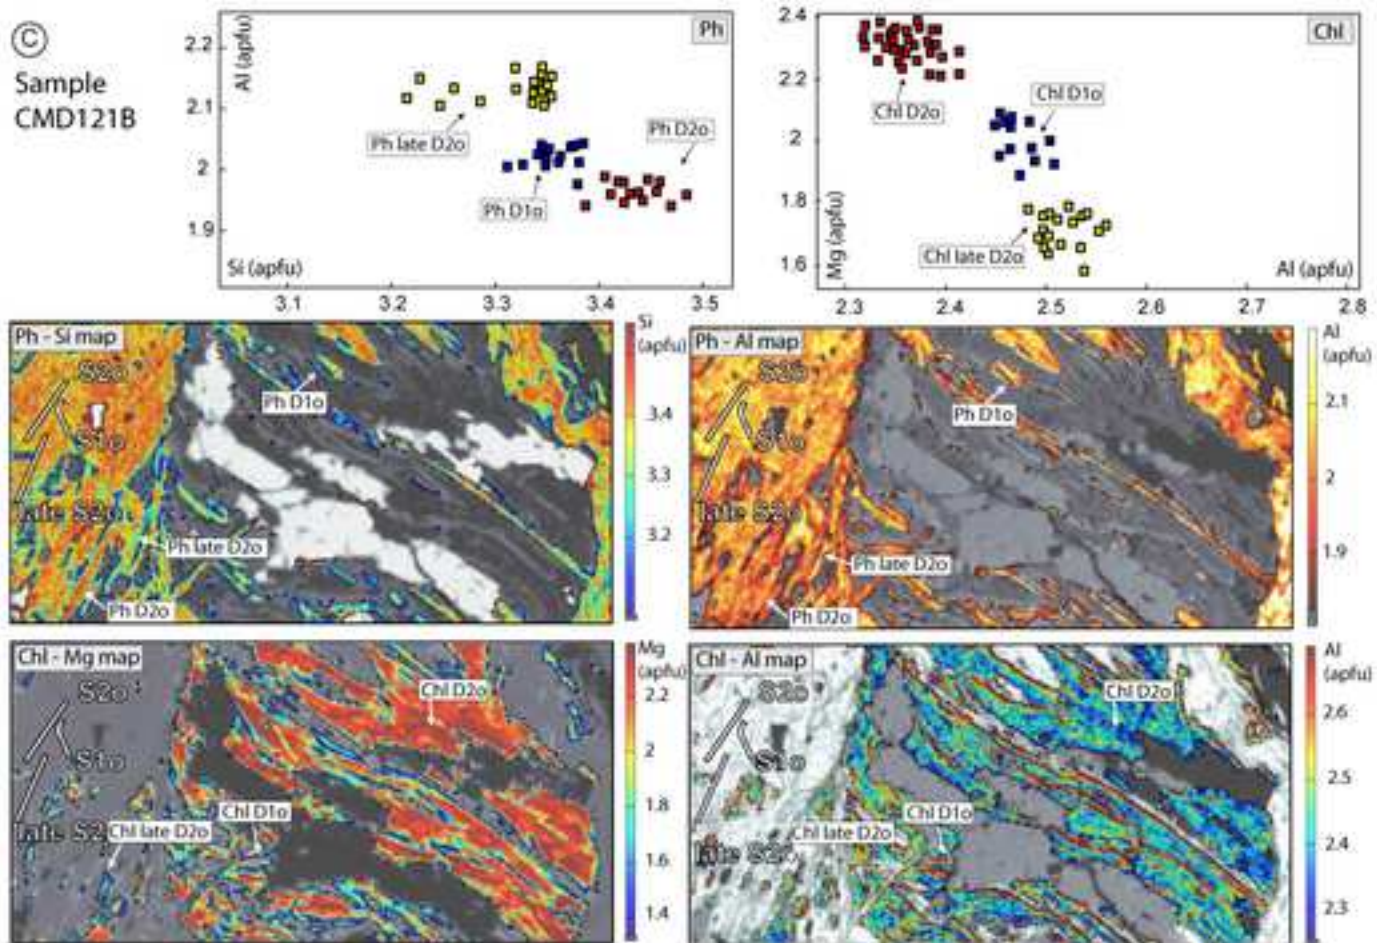 C
Sample
CMD121B
Al (apfu)
Ph
2.2
2.1
2
1.9
Ph late D2o
Ph D2o
Ph D1o
Si (apfu)
3.1 3.2 3.3 3.4 3.5
2.4
2.2
2
1.8
1.6
Mg (apfu)
Chl
Chl D2o
Chl D1o
Chl late D2o
Al (apfu)
2.3 2.4 2.5 2.6 2.7 2.8
Ph - Si map
S2o
S1o
late S2o
Ph D1o
Ph late D2o
Ph D2o
Si
(apfu)
3.4
3.3
3.2
Ph - Al map
S2o
S1o
late S2o
Ph D1o
Ph late D2o
Ph D2o
Al
(apfu)
2.1
2
1.9
Chl - Mg map
S2o
S1o
late S2
Chl D2o
Chl D1o
Chl late D2o
Mg
(apfu)
2.2
2
1.8
1.6
1.4
Chl - Al map
S2o
S1o
late S2o
Chl D2o
Chl D1o
Chl late D2o
Al
(apfu)
2.6
2.5
2.4
2.3